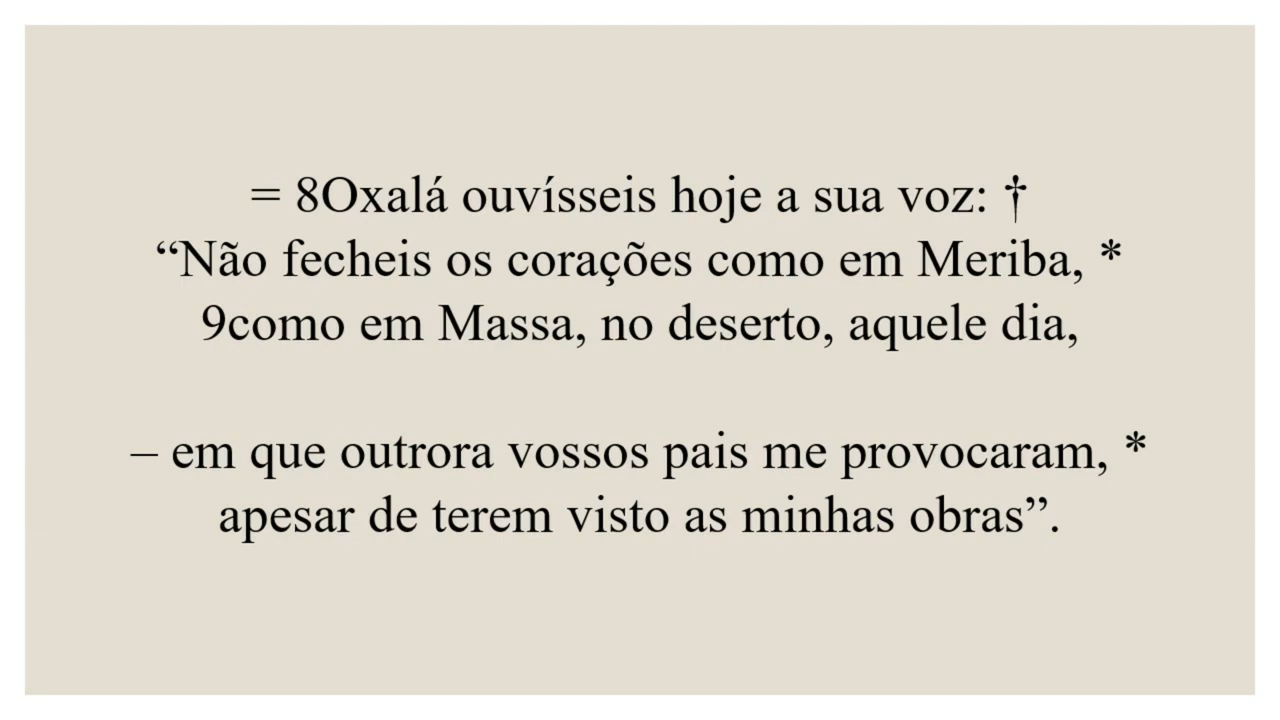 = 8Oxalá ouvísseis hoje a sua voz: †
“Não fecheis os corações como em Meriba, *
9como em Massa, no deserto, aquele dia,
– em que outrora vossos pais me provocaram, *
apesar de terem visto as minhas obras”.